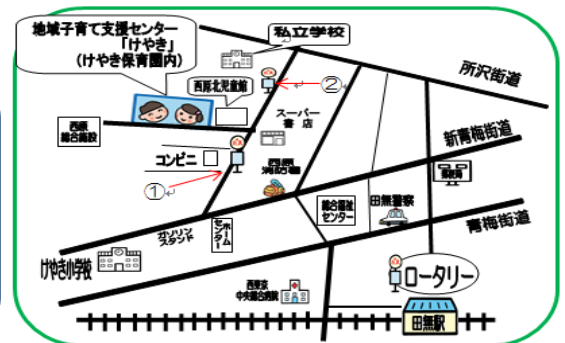 地域子育て支援センター
「けやき」
(けやき保育園内)
私立学校
②
所沢街道
西原北児童館
スーパー
書店
西原
総合施設
コンビニ
新青梅街道
①
郵便局
総合福祉
センター
田無警察
青梅街道
ガソリン
スタンド
ホーム
センター
けやき小学校
ロータリー
西東京
中央総合病院
田無駅